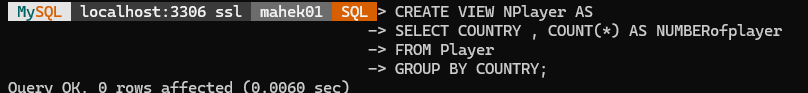 MySQL localhost:3306 ssl mahek01 SQL > CREATE VIEW NPlayer AS
-> SELECT COUNTRY , COUNT(*) AS NUMBERofplayer
-> FROM Player
-> GROUP BY COUNTRY;
Query OK, 0 rows affected (0.0060 sec)